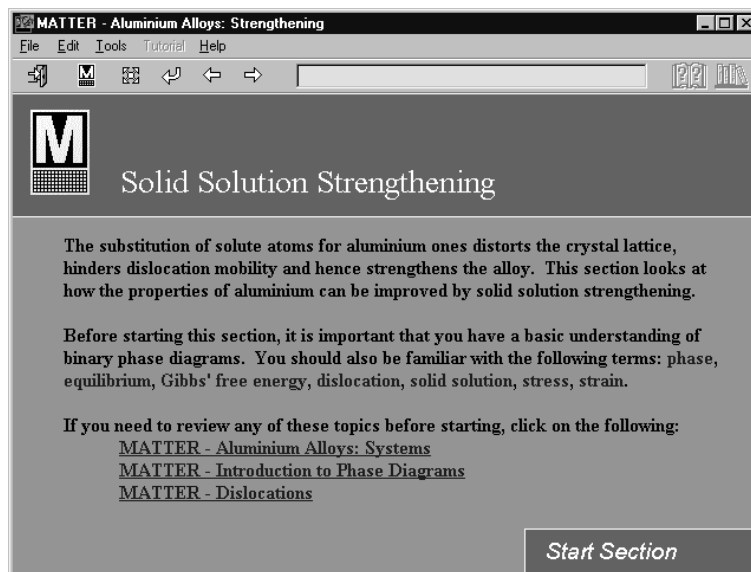 MATTER - Aluminium Alloys: Strengthening
File Edit Tools Tutorial Help
M
M
Solid Solution Strengthening
The substitution of solute atoms for aluminium ones distorts the crystal lattice,
hinders dislocation mobility and hence strengthens the alloy. This section looks at
how the properties of aluminium can be improved by solid solution strengthening.
Before starting this section, it is important that you have a basic understanding of
binary phase diagrams. You should also be familiar with the following terms: phase,
equilibrium, Gibbs' free energy, dislocation, solid solution, stress, strain.
If you need to review any of these topics before starting, click on the following:
MATTER - Aluminium Alloys: Systems
MATTER - Introduction to Phase Diagrams
MATTER - Dislocations
Start Section